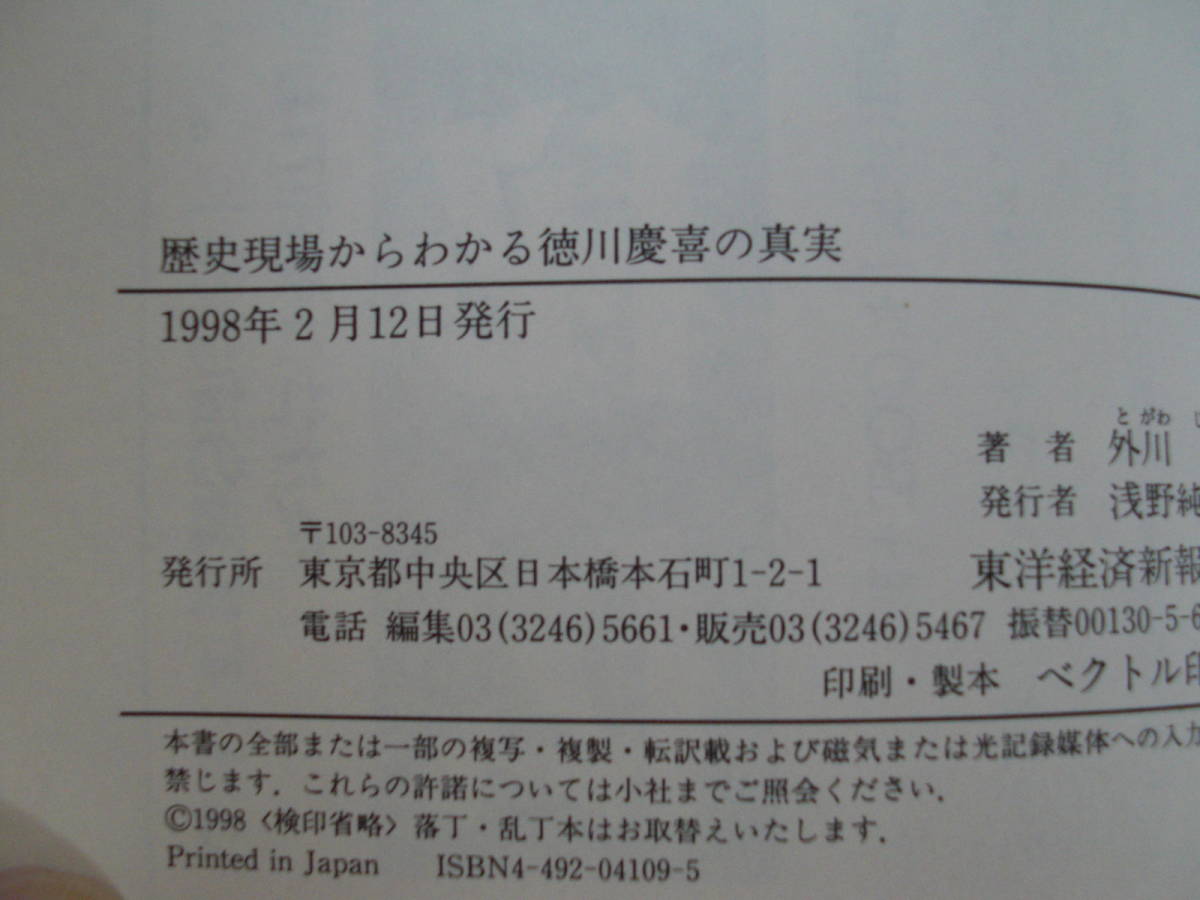 歴史現場からわかる徳川慶喜の真実
1998年2月12日発行
と がわ
著 者 外川
発行者 浅野純
〒103-8345
発行所 東京都中央区日本橋本石町1-2-1 東洋経済新報
電話 編集03(3246)5661・販売03(3246)5467 振替00130-5-6
印刷・製本 ベクトル印
本書の全部または一部の複写・複製・転訳載および磁気または光記録媒体への入力
禁じます．これらの許諾については小社までご照会ください．
©1998〈検印省略〉落丁・乱丁本はお取替えいたします．
Printed in Japan ISBN4-492-04109-5